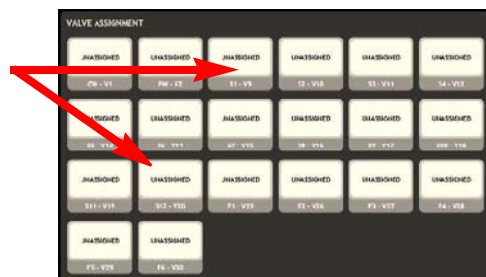 VALVE ASSIGNMENT
UNASSIGNED UNASSIGNED UNASSIGNED UNASSIGNED UNASSIGNED UNASSIGNED
CW - V1 FW - V2 S1 - V9 S2 - V10 S3 - V11 S4 - V12
UNASSIGNED UNASSIGNED UNASSIGNED UNASSIGNED UNASSIGNED UNASSIGNED
UNASSIGNED UNASSIGNED UNASSIGNED UNASSIGNED UNASSIGNED UNASSIGNED
S11 - V19 S12 - V20 F1 - V25 F2 - V26 F3 - V27 F4 - V28
UNASSIGNED UNASSIGNED
F5 - V29 F6 - V30